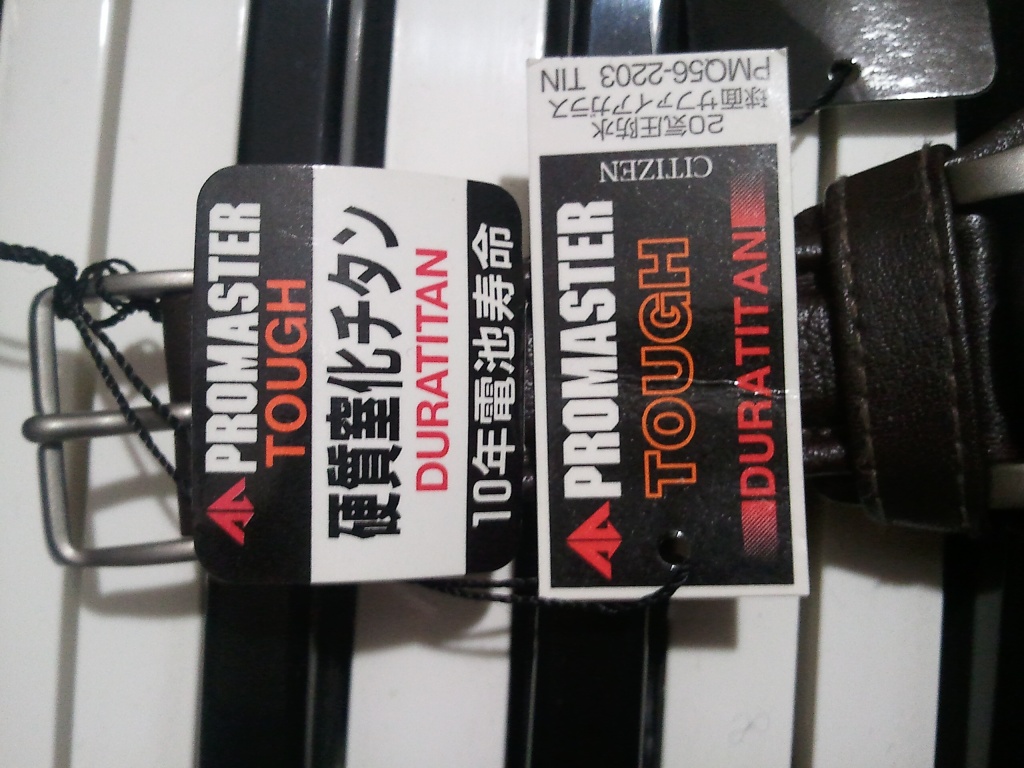 PROMASTER
TOUGH
硬質窒化チタン
DURATITAN
10年電池寿命
PROMASTER
TOUGH
DURATITAN
CITIZEN
20気圧防水
球面サファイアガラス
PMQ56-2203 TIN